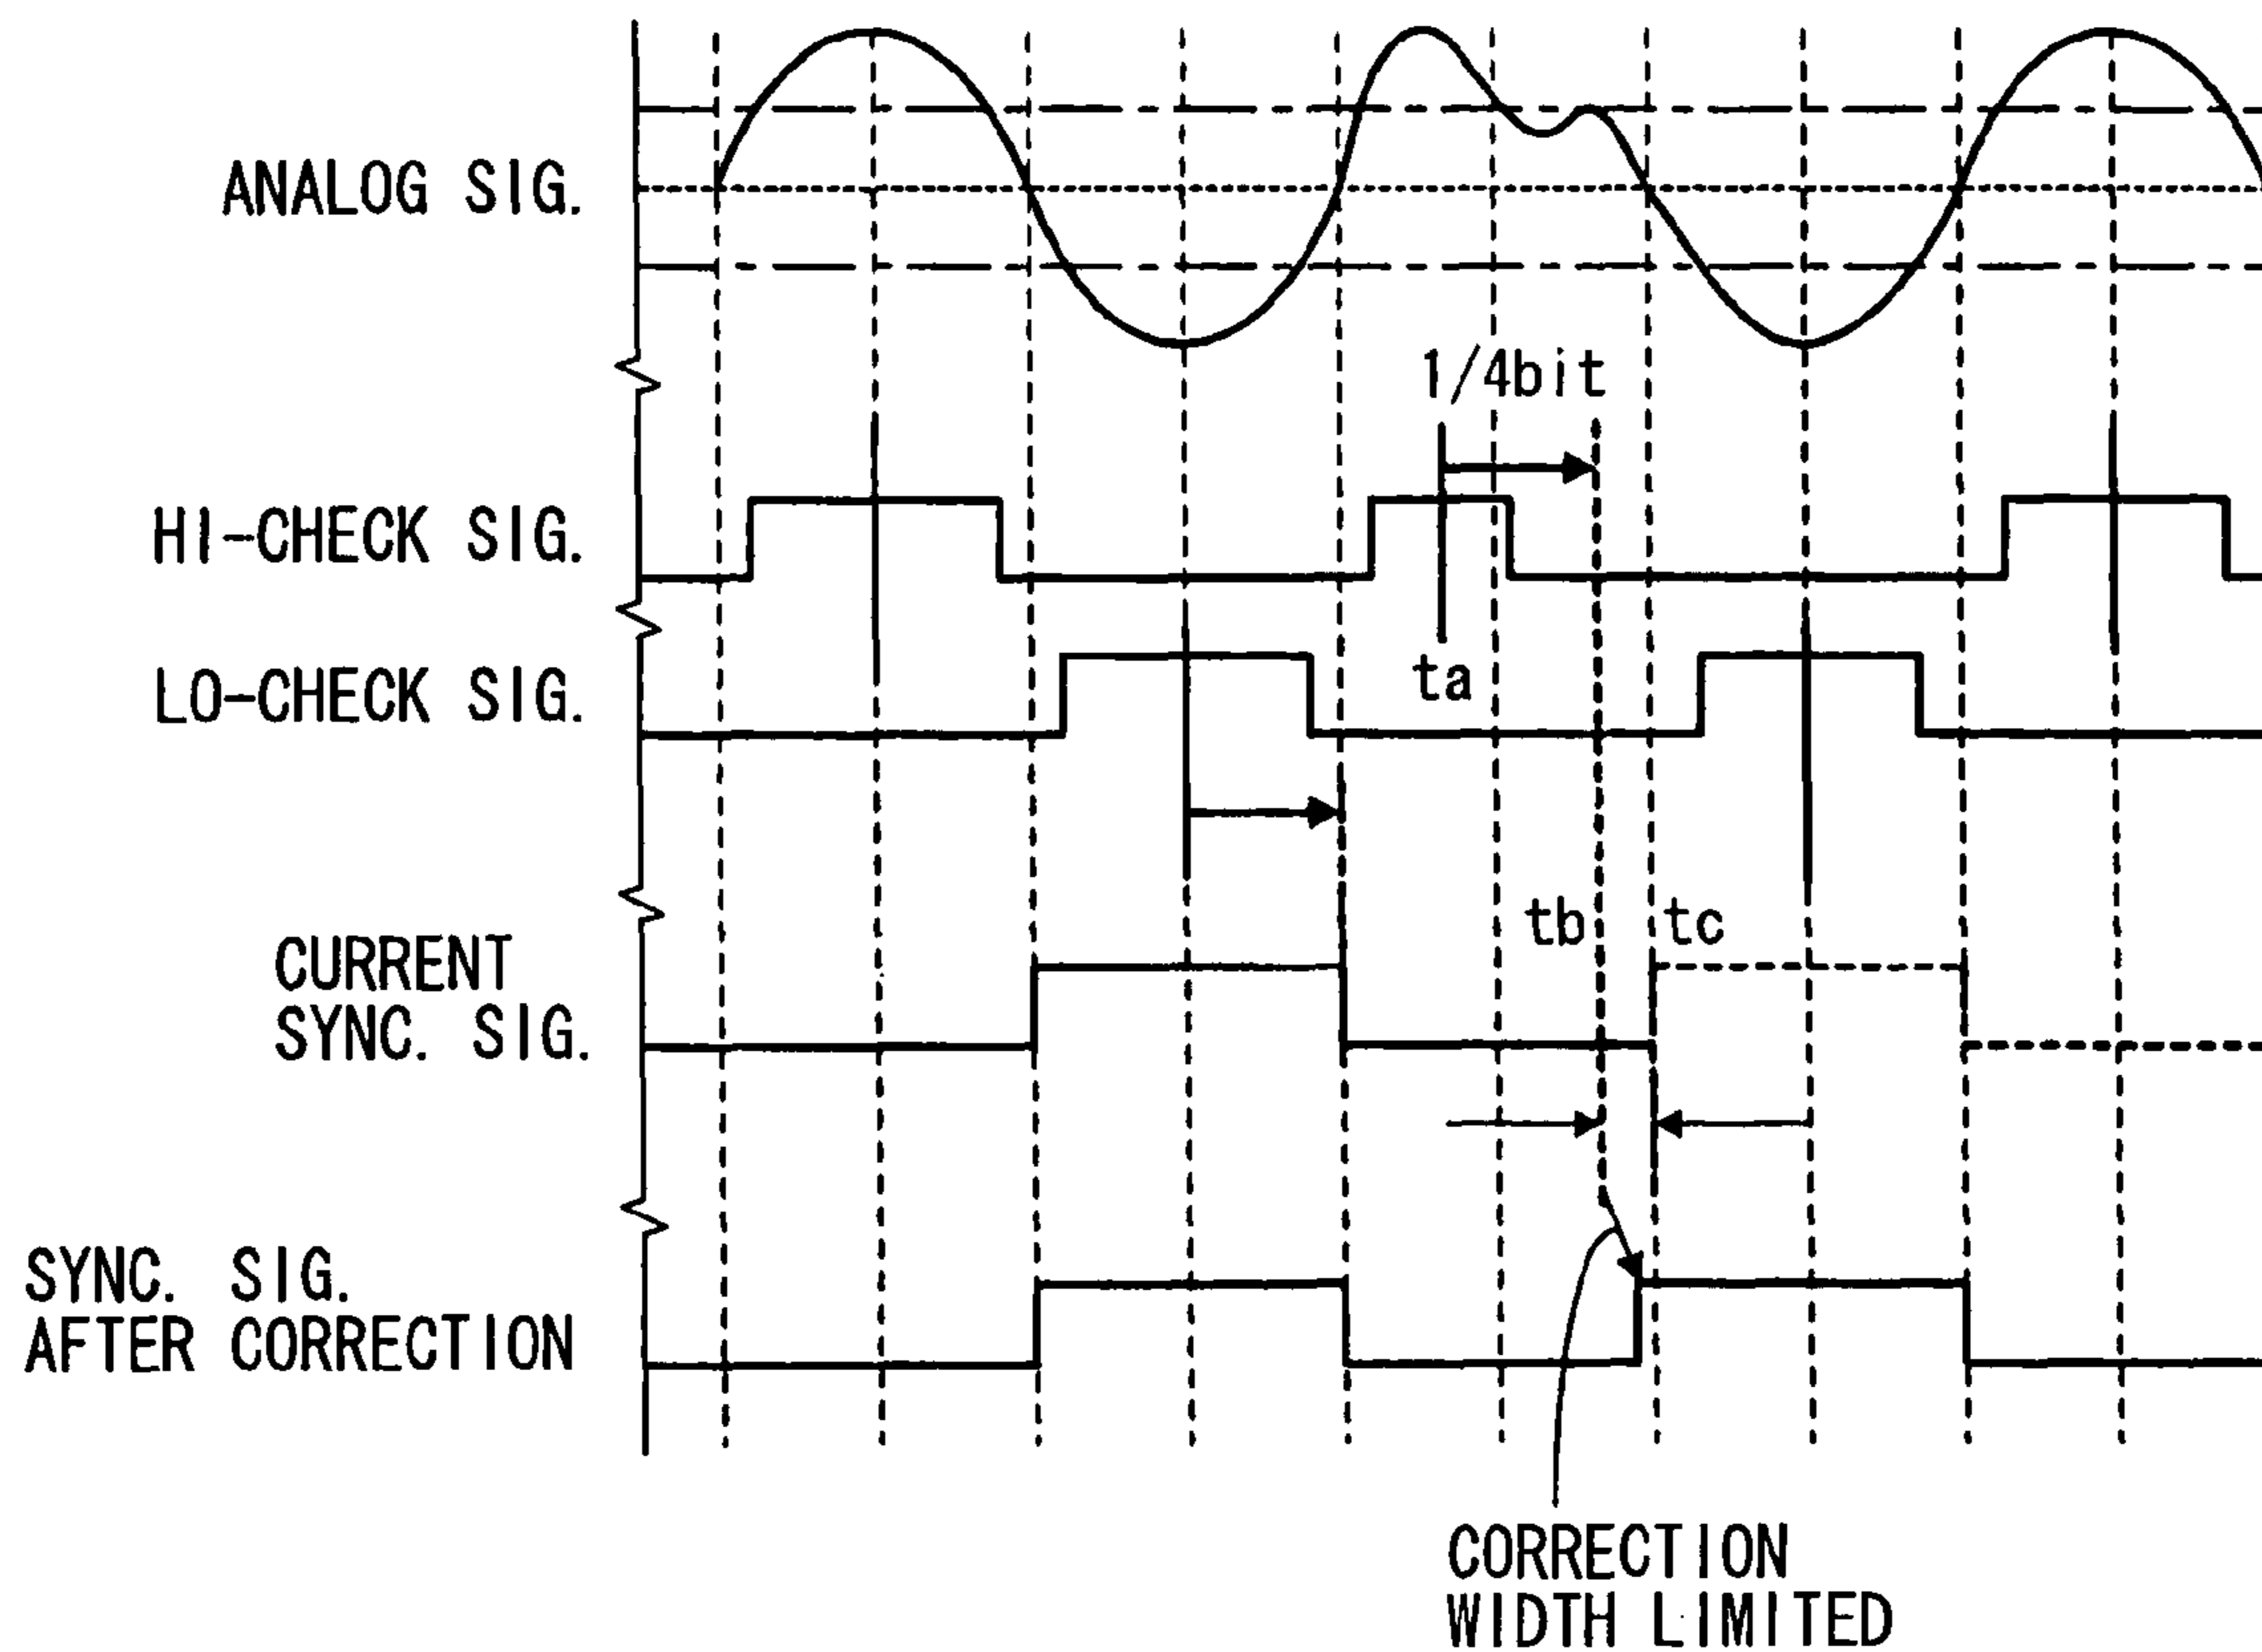 ANALOG SIG.
1/4bit
HI-CHECK SIG.
LO-CHECK SIG.
ta
tb
tc
CURRENT
SYNC. SIG.
SYNC. SIG.
AFTER CORRECTION
CORRECTION
WIDTH LIMITED